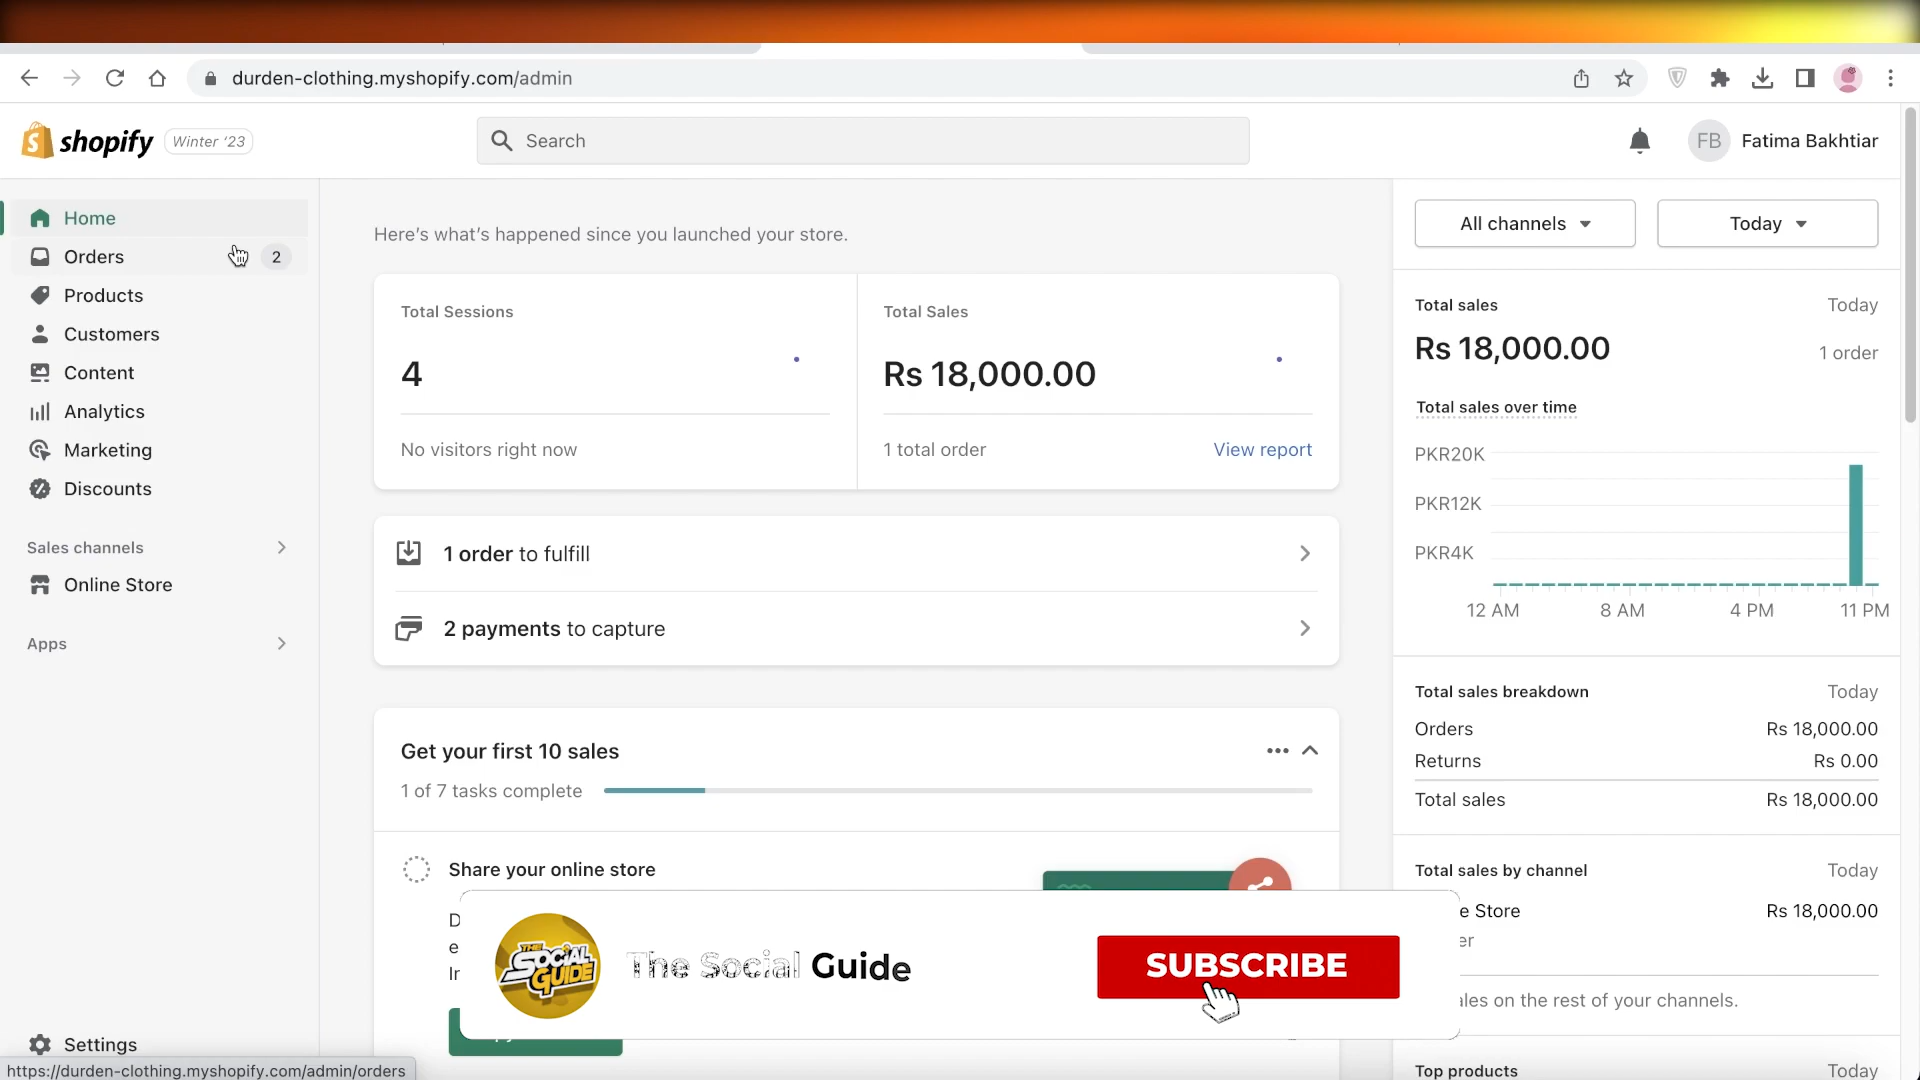 durden-clothing.myshopify.com/admin
shopify
Winter ‘23
Search
FB
Fatima Bakhtiar
Home
Orders
2
Products
Customers
Content
Analytics
Marketing
Discounts
Sales channels
Online Store
Apps
Settings
https://durden-clothing.myshopify.com/admin/orders
Here’s what’s happened since you launched your store.
Total Sessions
4
No visitors right now
Total Sales
Rs 18,000.00
1 total order
View report
1 order to fulfill
2 payments to capture
Get your first 10 sales
1 of 7 tasks complete
Share your online store
D
e
In
THE SOCIAL GUIDE
The Social Guide
SUBSCRIBE
All channels
Today
Total sales
Today
Rs 18,000.00
1 order
Total sales over time
PKR20K
PKR12K
PKR4K
12 AM
8 AM
4 PM
11 PM
Total sales breakdown
Today
Orders
Rs 18,000.00
Returns
Rs 0.00
Total sales
Rs 18,000.00
Total sales by channel
Today
e Store
Rs 18,000.00
er
ales on the rest of your channels.
Top products
Today